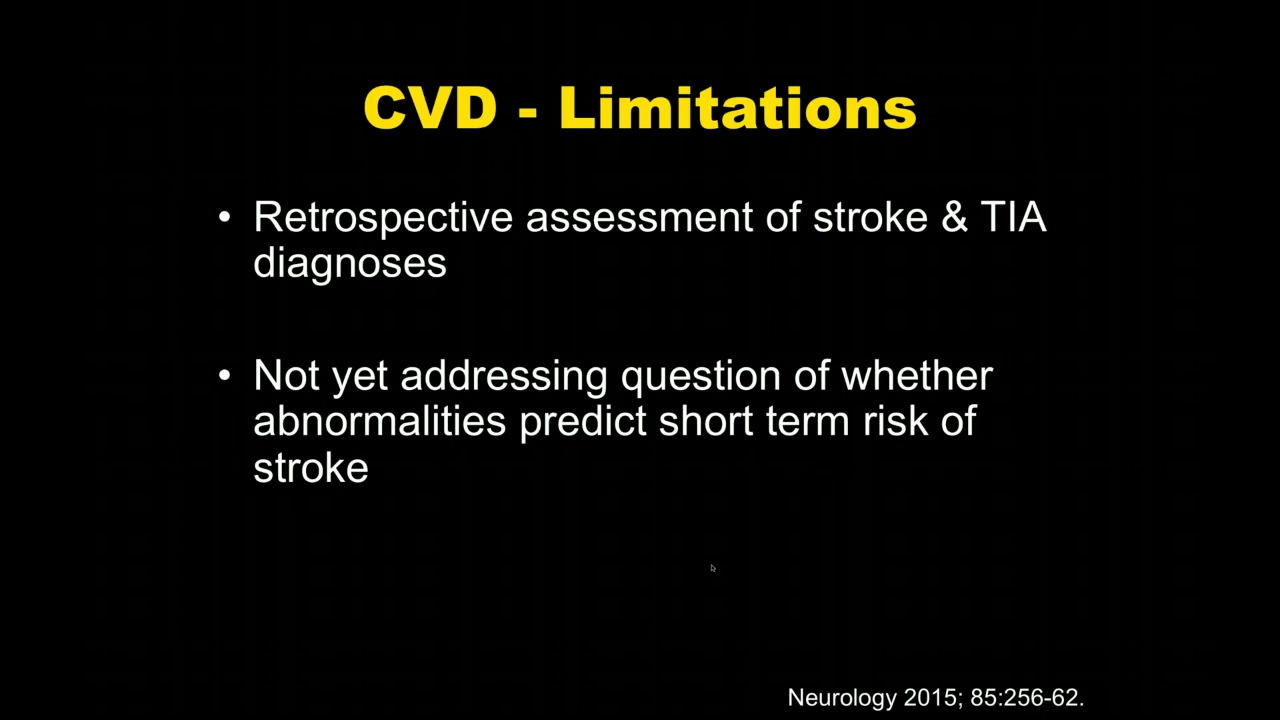 CVD - Limitations
• Retrospective assessment of stroke & TIA
diagnoses
• Not yet addressing question of whether
abnormalities predict short term risk of
stroke
Neurology 2015; 85:256-62.